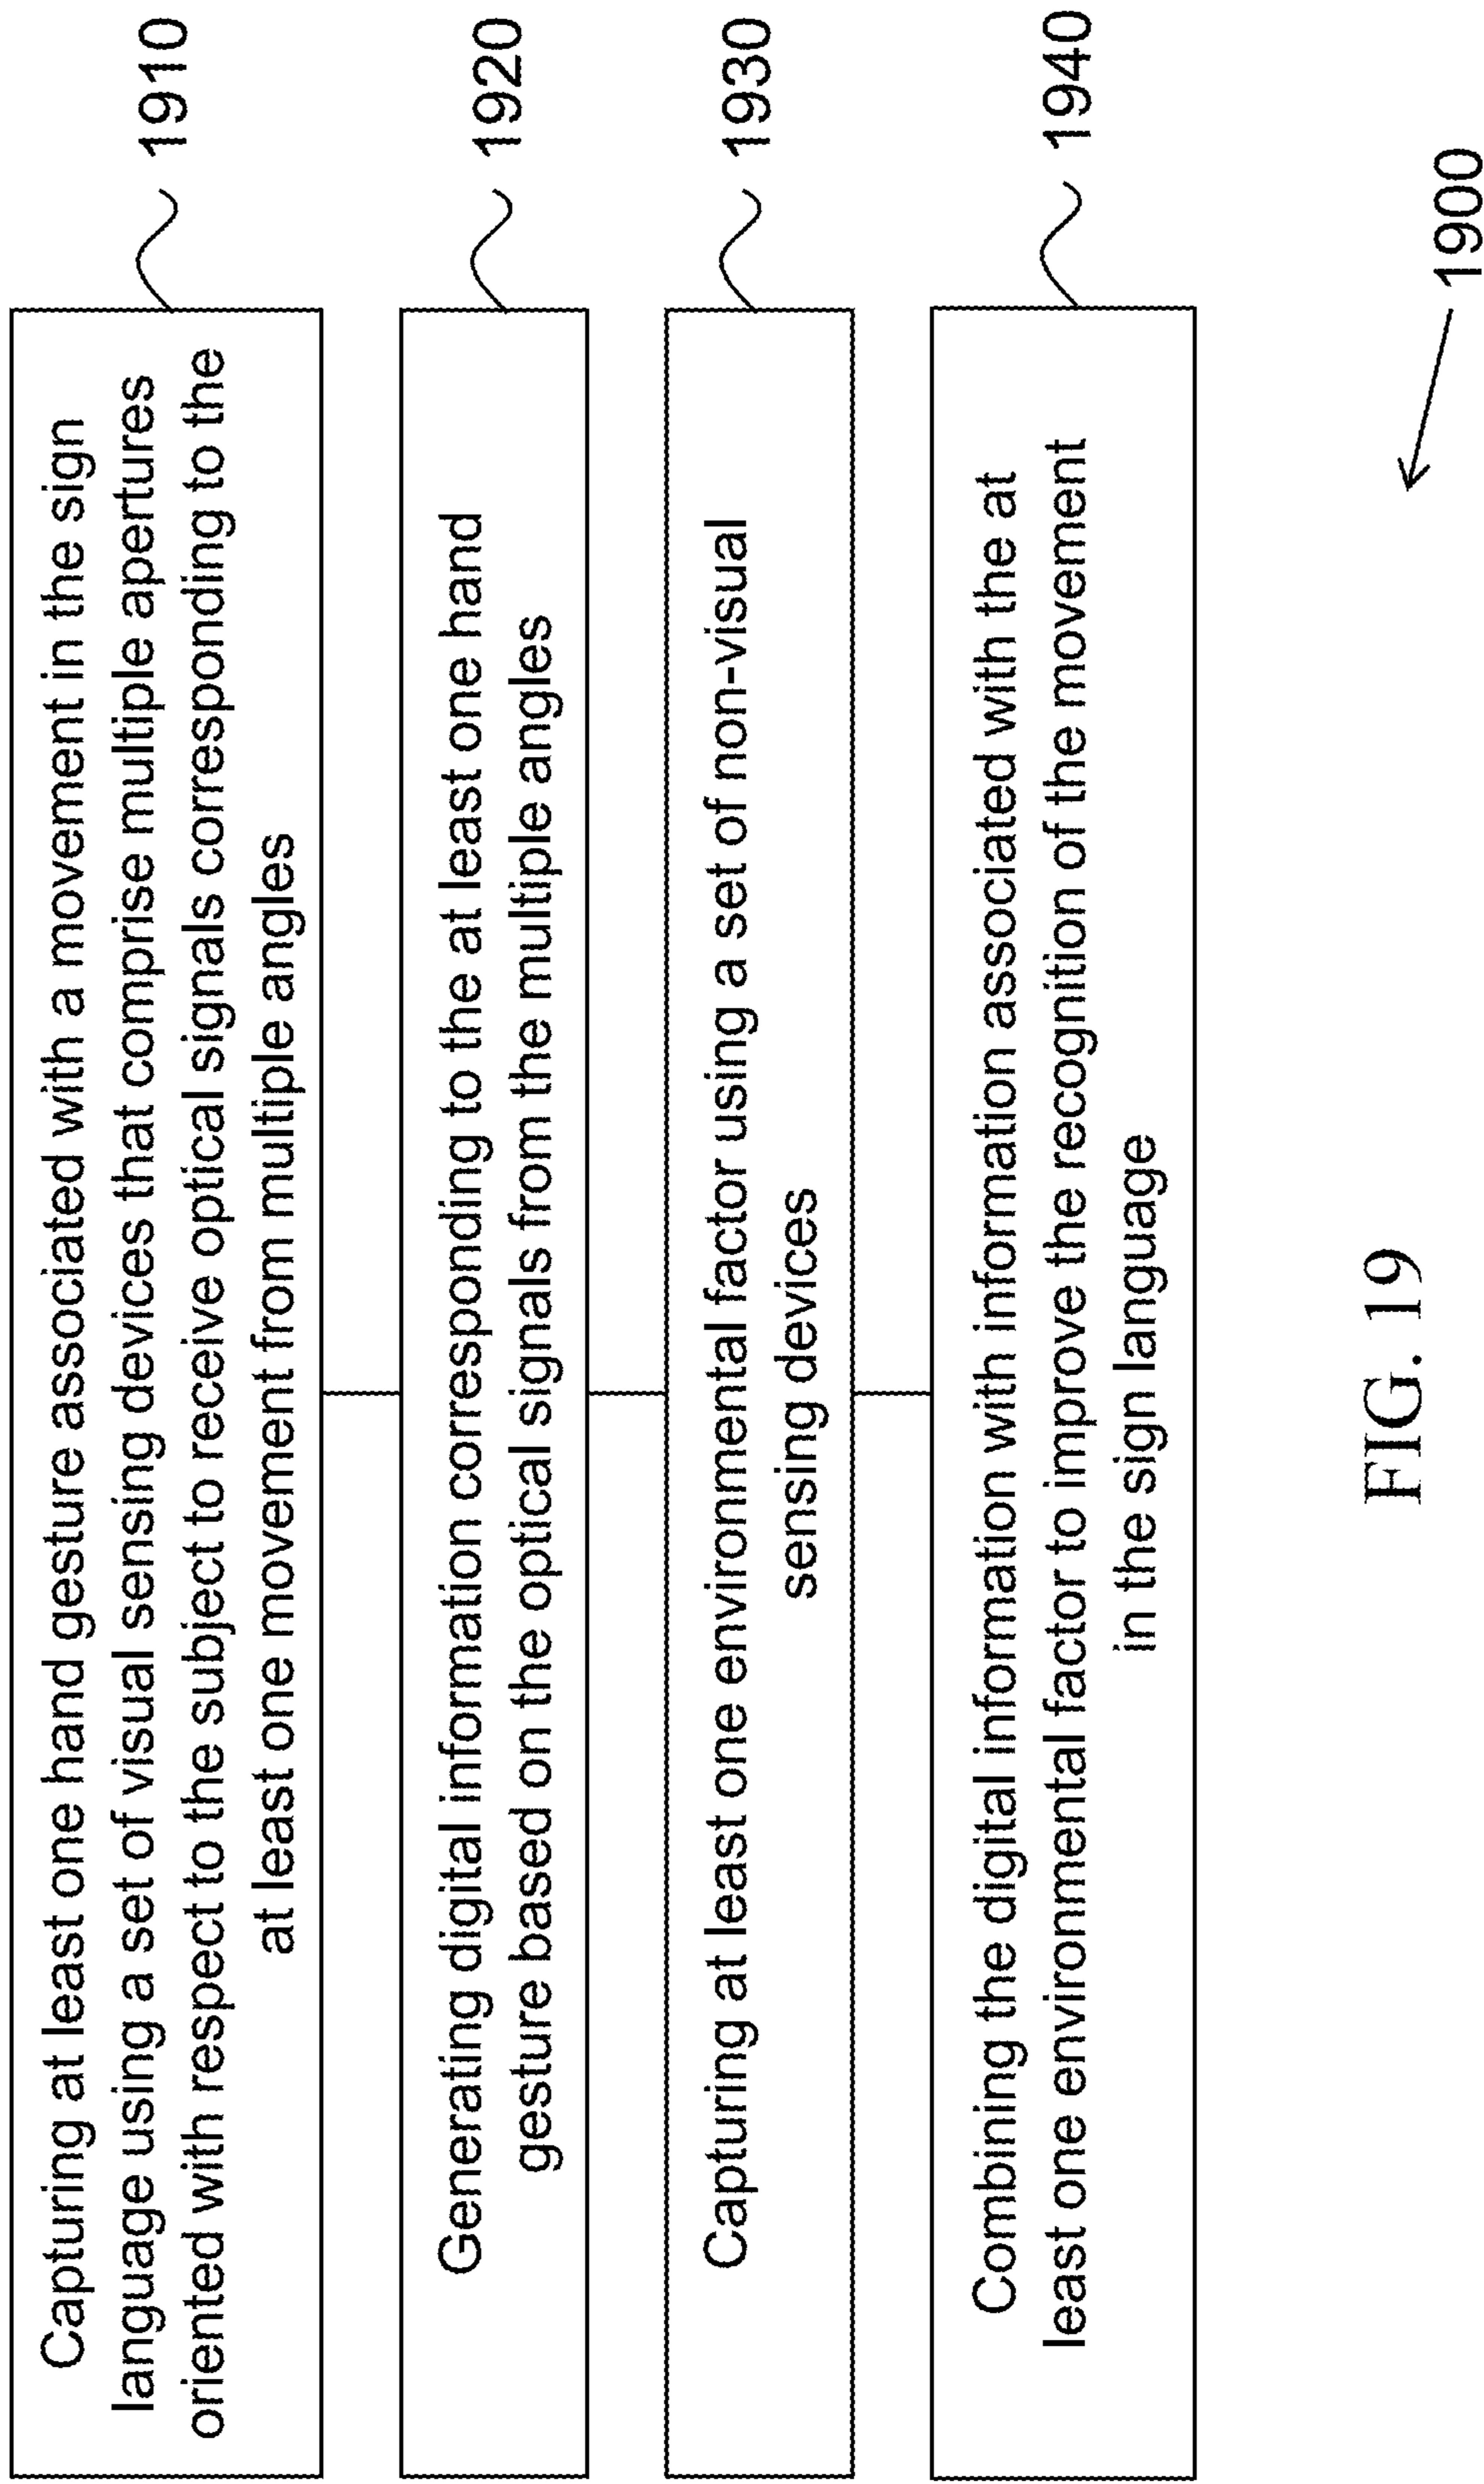 Capturing at least one hand gesture associated with a movement in the sign
language using a set of visual sensing devices that comprise multiple apertures
oriented with respect to the subject to receive optical signals corresponding to the
at least one movement from multiple angles
1910
Generating digital information corresponding to the at least one hand
gesture based on the optical signals from the multiple angles
1920
Capturing at least one environmental factor using a set of non-visual
sensing devices
1930
Combining the digital information with information associated with the at
least one environmental factor to improve the recognition of the movement
in the sign language
1940
1900
FIG. 19